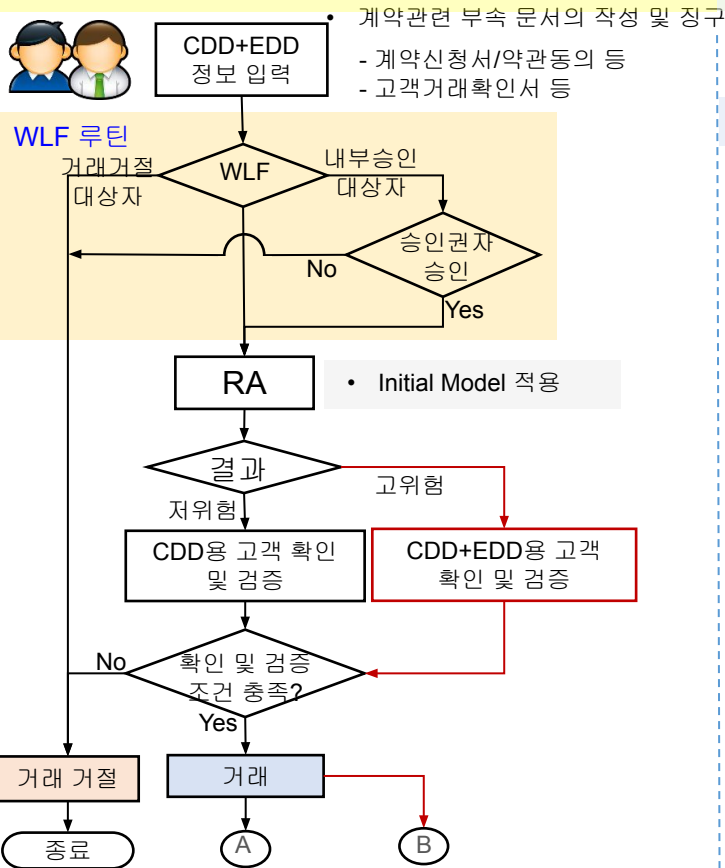 • 계약관련 부속 문서의 작성 및 징구
- 계약신청서/약관동의 등
- 고객거래확인서 등
CDD+EDD
정보 입력
WLF 루틴
거래거절
대상자
WLF
내부승인
대상자
승인권자
승인
No
Yes
RA
• Initial Model 적용
결과
고위험
저위험
CDD용 고객 확인
및 검증
CDD+EDD용 고객
확인 및 검증
No
확인 및 검증
조건 충족?
Yes
거래 거절
거래
종료
A
B